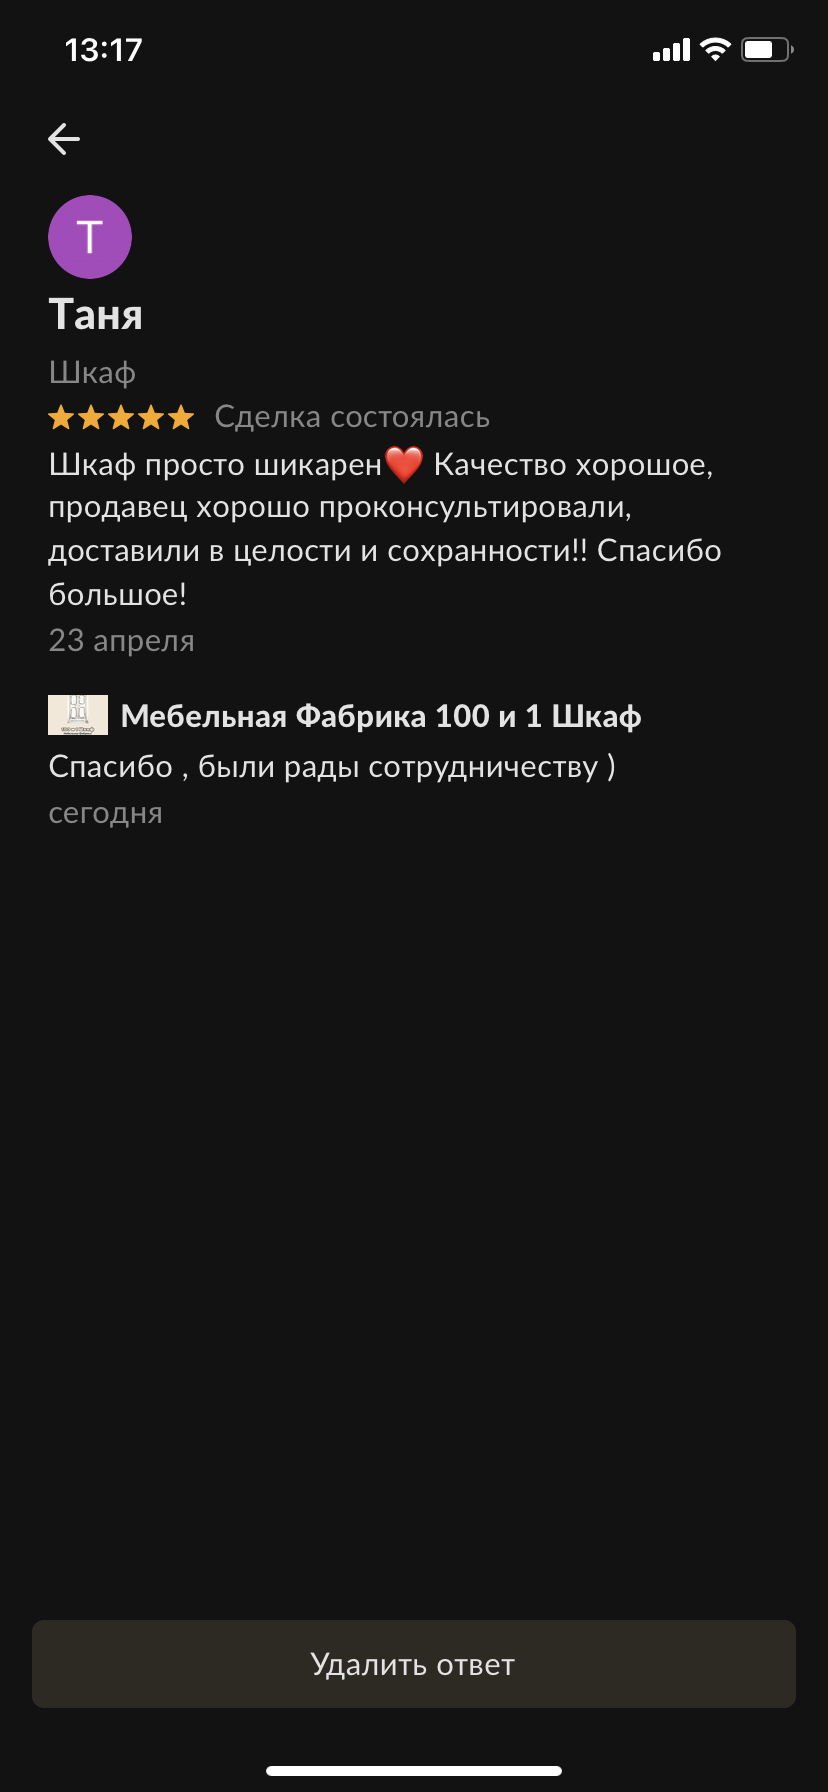 13:17
T
Таня
Шкаф
Сделка состоялась
Шкаф просто шикарен❤️ Качество хорошое,
продавец хорошо проконсультировали,
доставили в целости и сохранности!! Спасибо
большое!
23 апреля
Мебельная Фабрика 100 и 1 Шкаф
Спасибо , были рады сотрудничеству )
сегодня
Удалить ответ